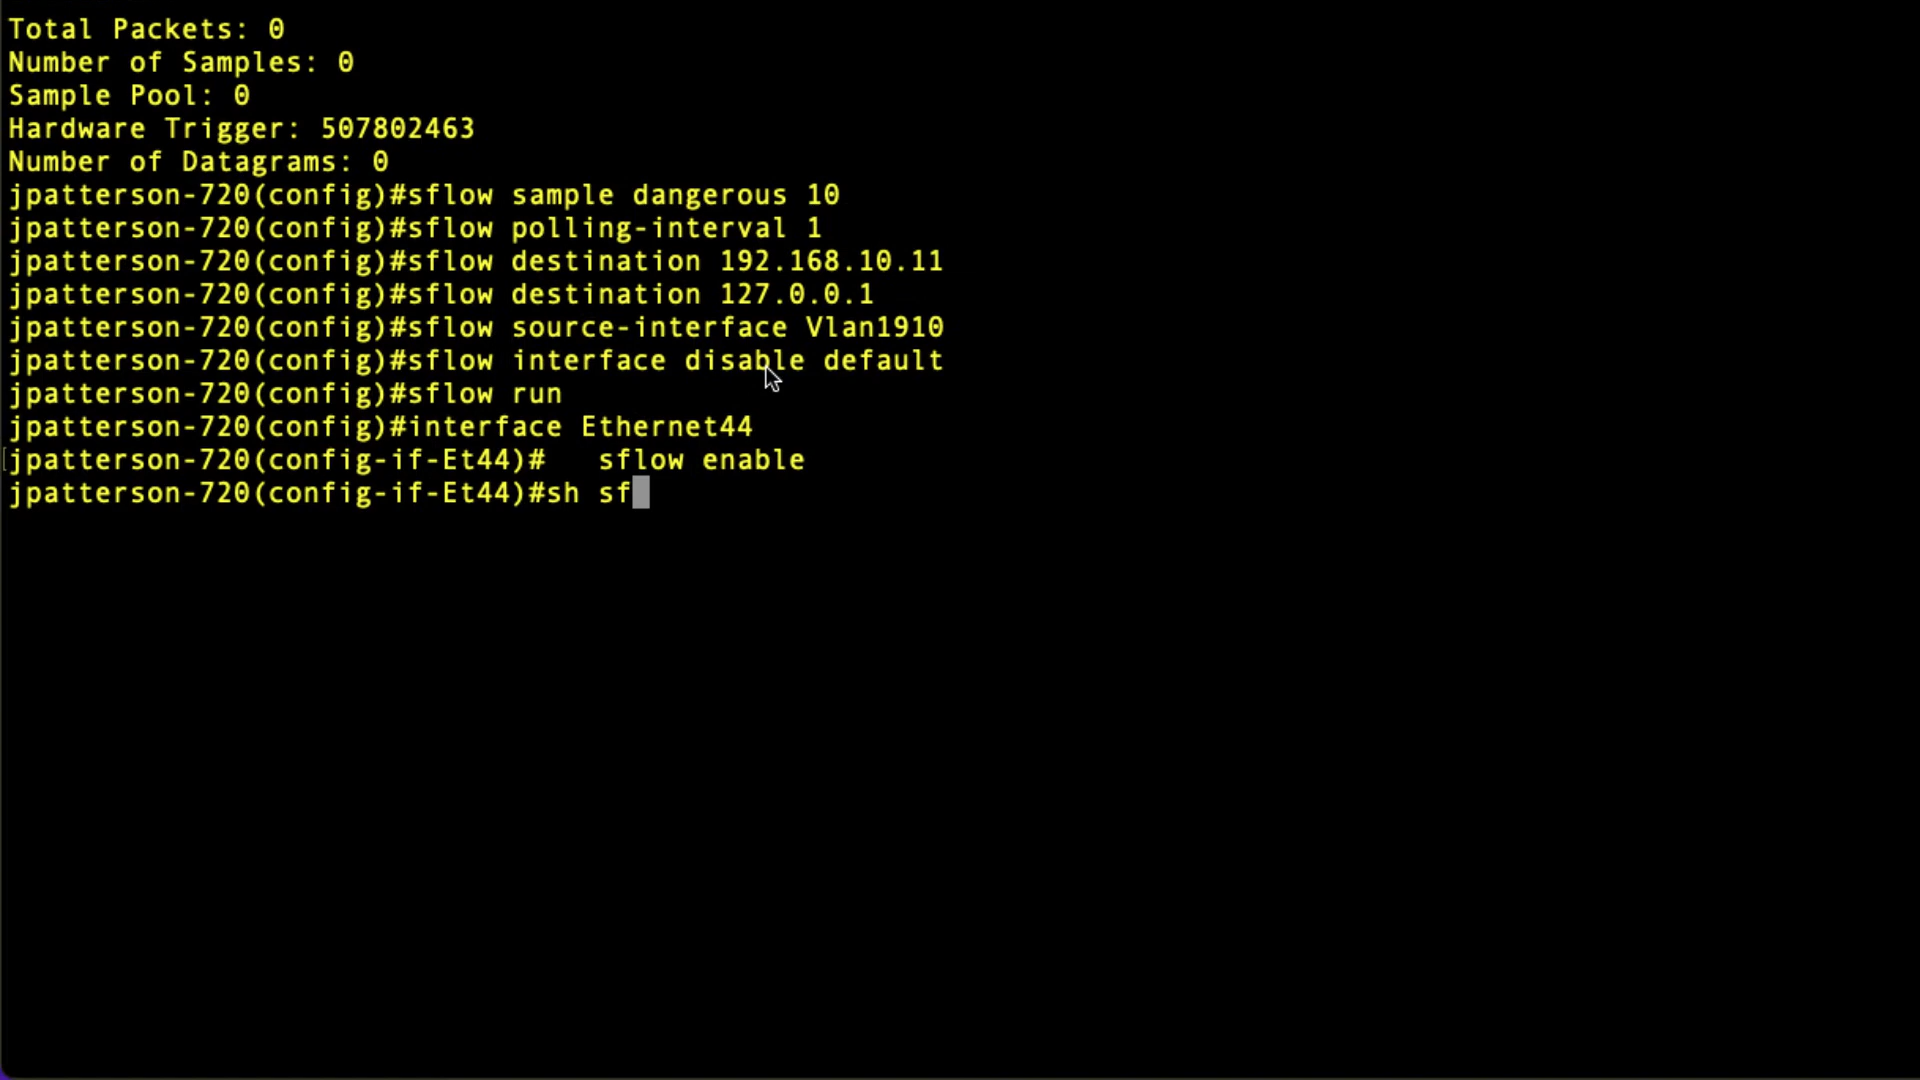 Total Packets: 0
Number of Samples: 0
Sample Pool: 0
Hardware Trigger: 507802463
Number of Datagrams: 0
jpatterson-720(config)#sflow sample dangerous 10
jpatterson-720(config)#sflow polling-interval 1
jpatterson-720(config)#sflow destination 192.168.10.11
jpatterson-720(config)#sflow destination 127.0.0.1
jpatterson-720(config)#sflow source-interface Vlan1910
jpatterson-720(config)#sflow interface disable default
jpatterson-720(config)#sflow run
jpatterson-720(config)#interface Ethernet44
jpatterson-720(config-if-Et44)#   sflow enable
jpatterson-720(config-if-Et44)#sh sf